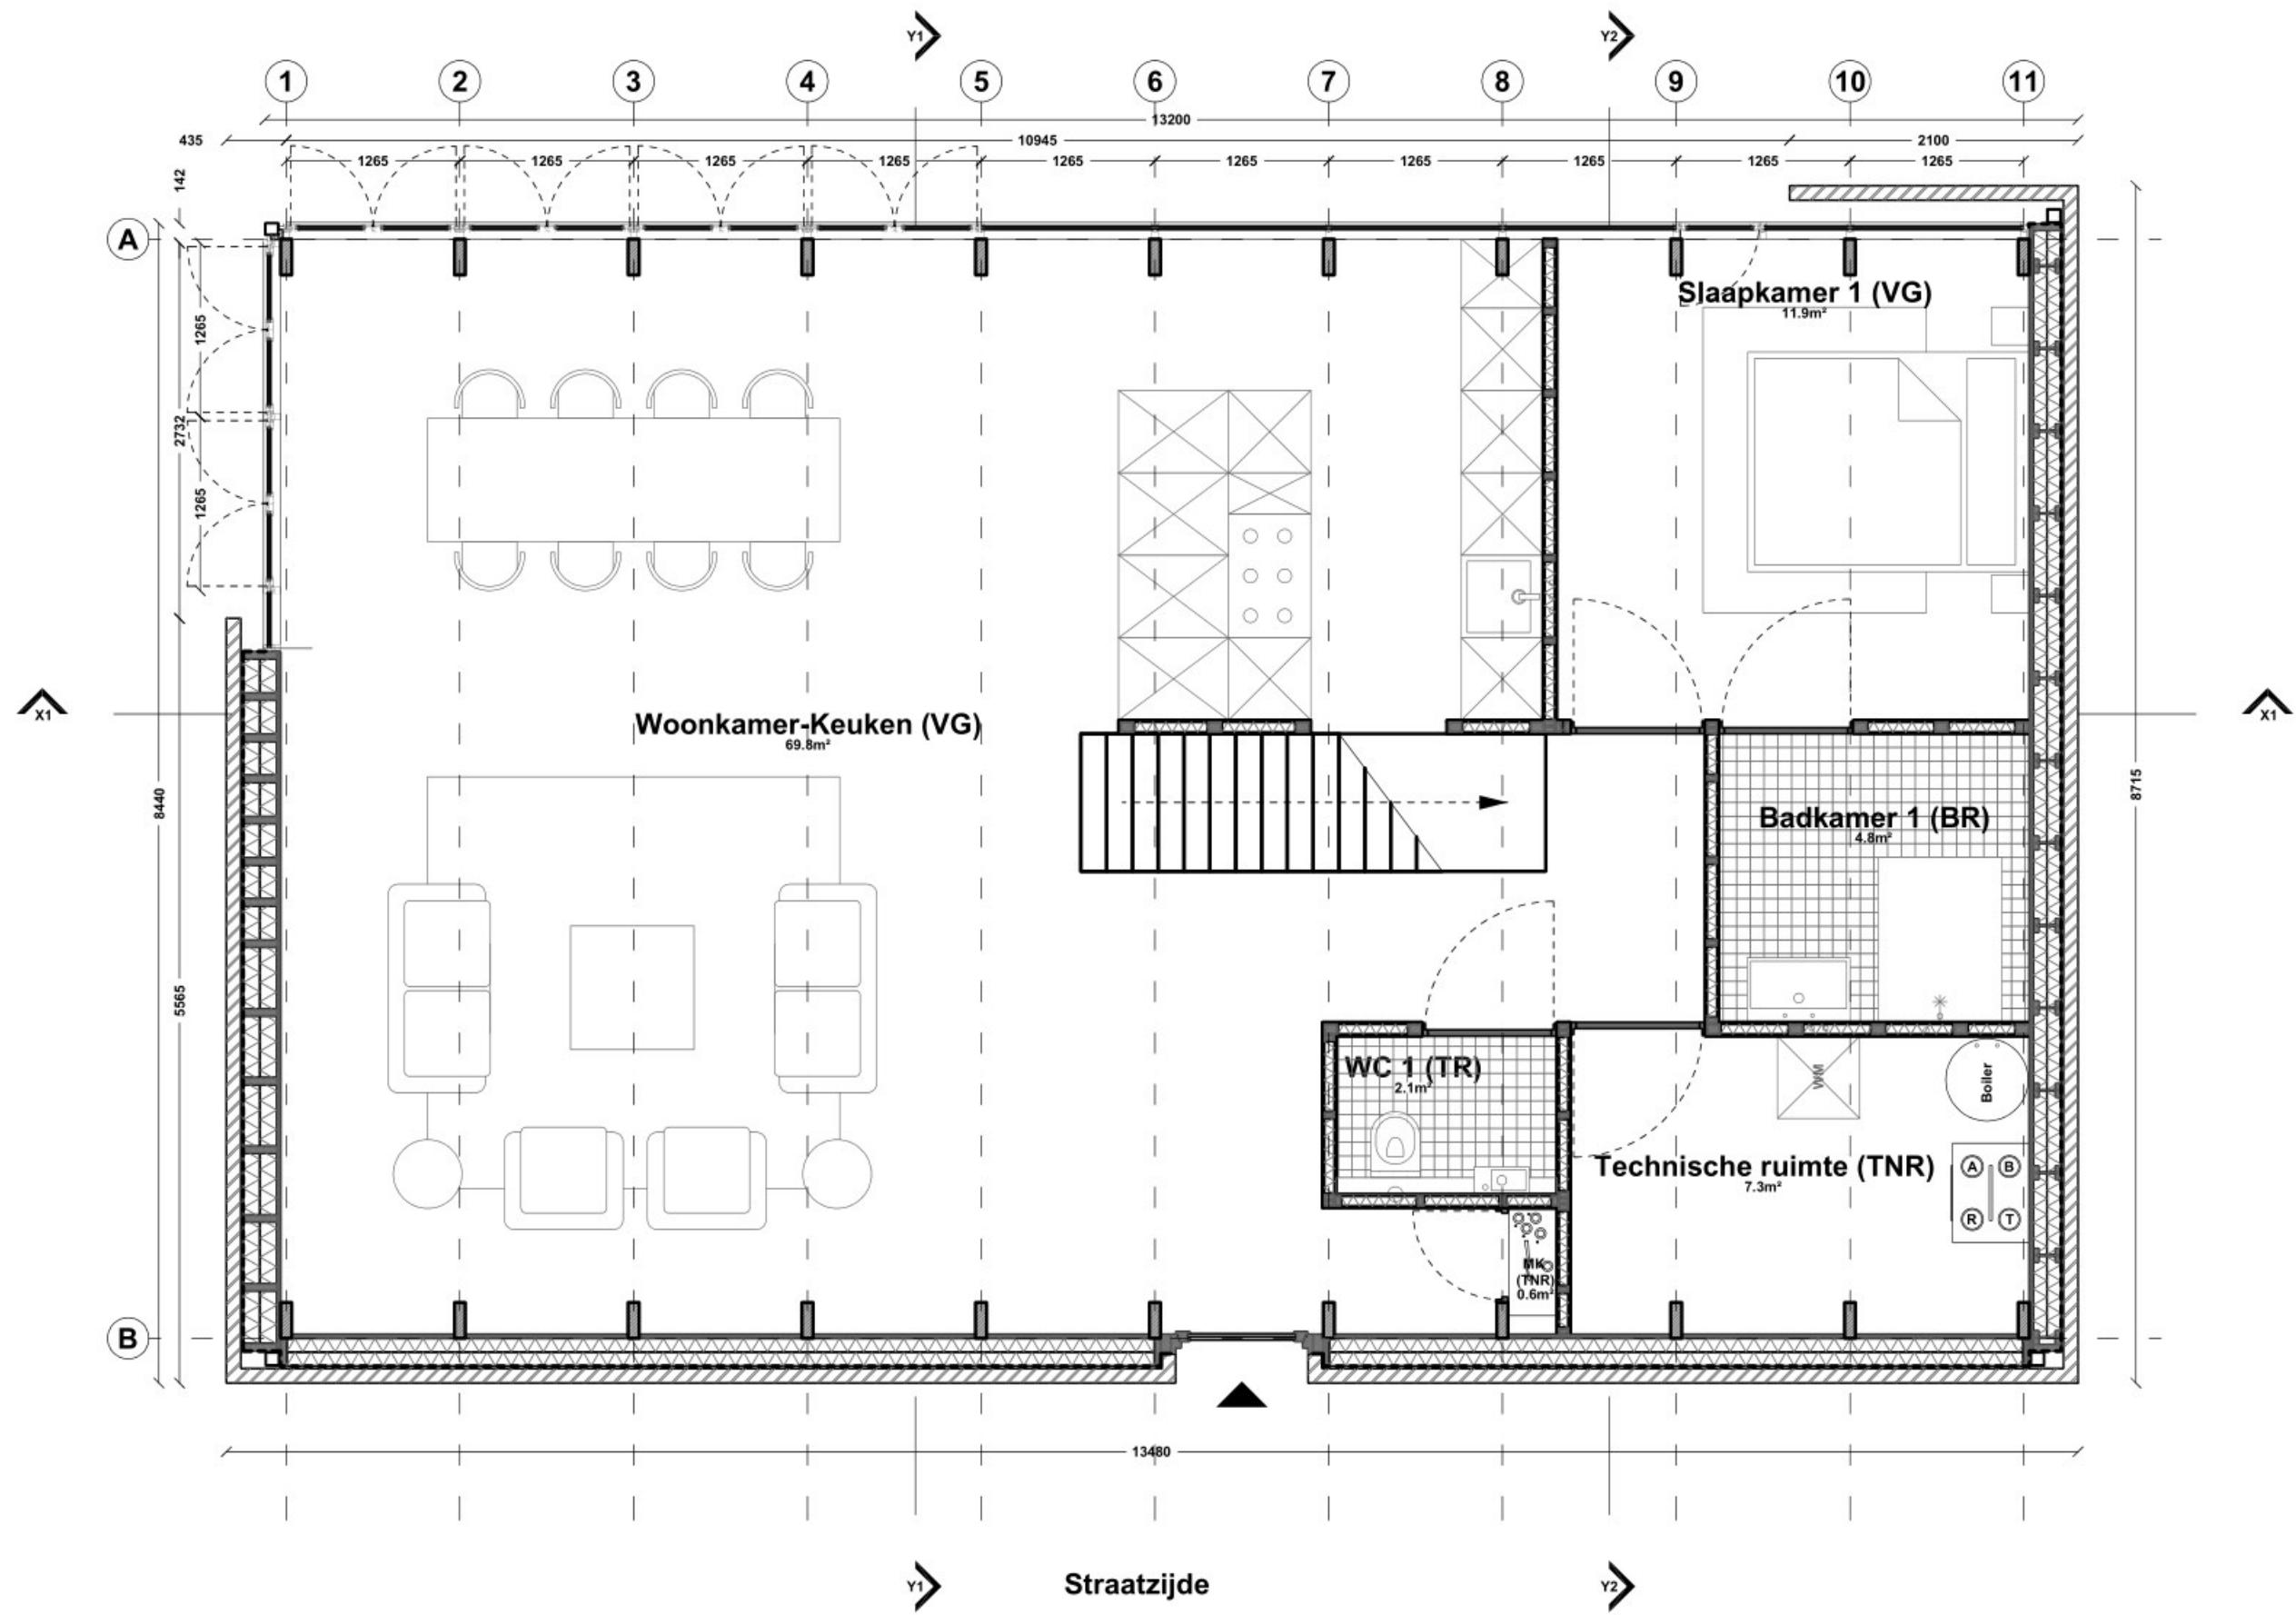 Y1
Y2
1
2
3
4
5
6
7
8
9
10
11
13200
435
10945
2100
1265
1265
1265
1265
1265
1265
1265
1265
1265
1265
142
A
Slaapkamer 1 (VG)
11.9m²
1265
2732
1265
X1
X1
Woonkamer-Keuken (VG)
69.8m²
8440
8715
Badkamer 1 (BR)
4.8m²
5565
WC 1 (TR)
2.1m²
WM
Boiler
Technische ruimte (TNR)
7.3m²
A
B
R
T
MK
(TNR)
0.6m²
B
13480
Y1
Straatzijde
Y2